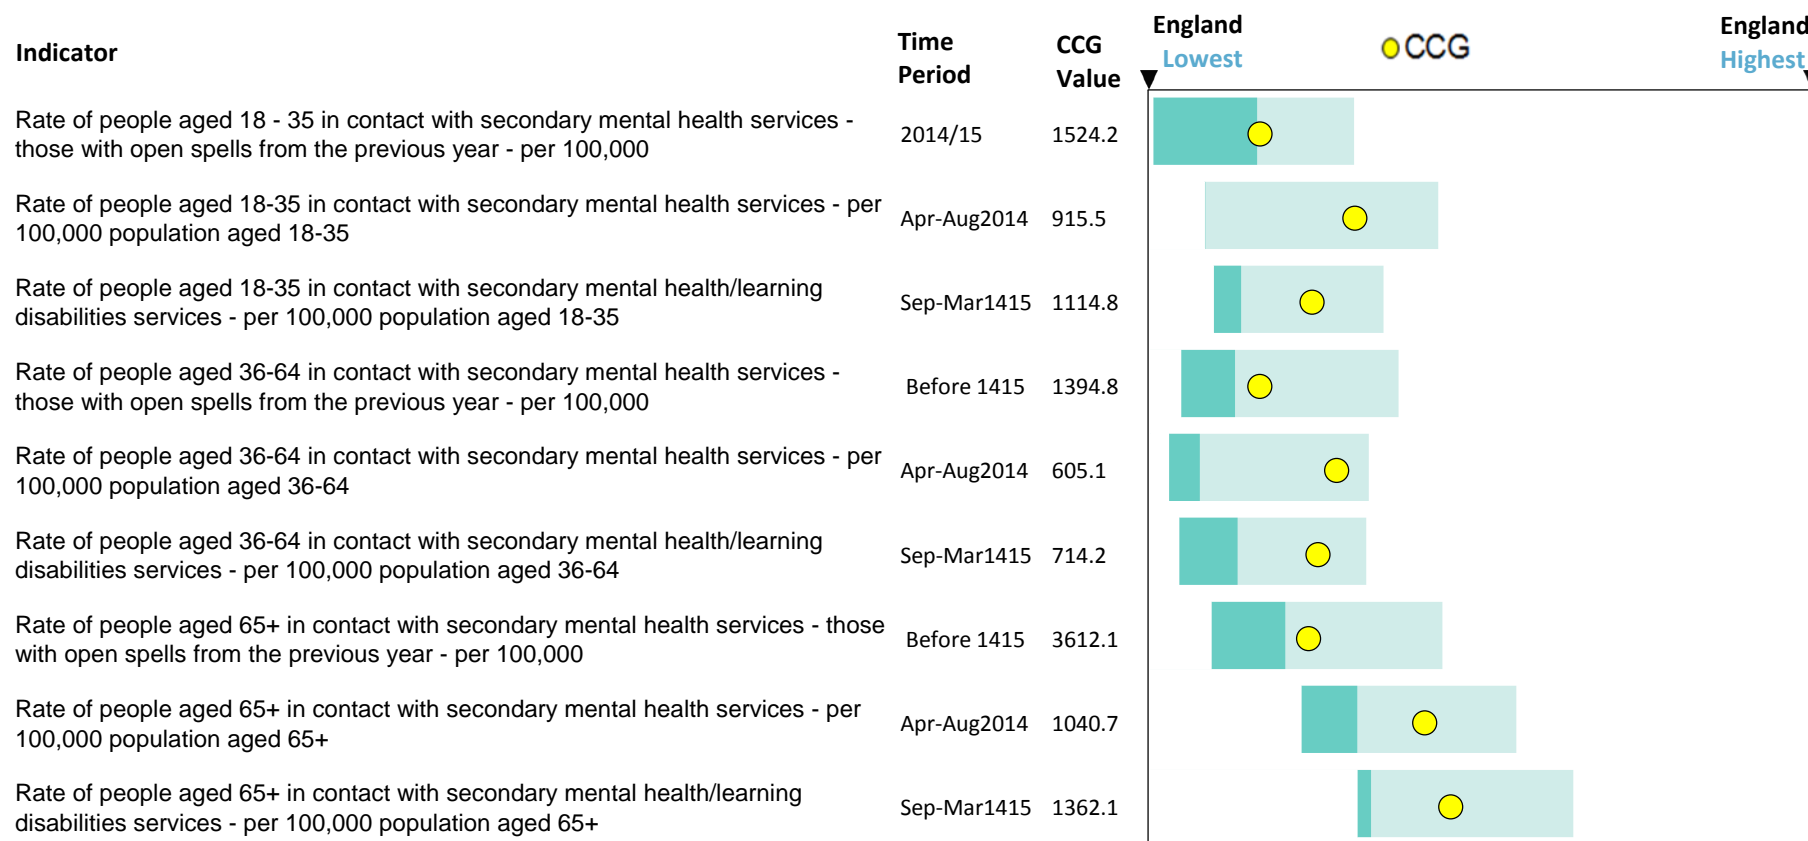 Indicator
Time
Period
CCG
Value
England
Lowest
CCG
England
Highest
Rate of people aged 18 - 35 in contact with secondary mental health services -
those with open spells from the previous year - per 100,000
2014/15
1524.2
Rate of people aged 18-35 in contact with secondary mental health services - per
100,000 population aged 18-35
Apr-Aug2014
915.5
Rate of people aged 18-35 in contact with secondary mental health/learning
disabilities services - per 100,000 population aged 18-35
Sep-Mar1415
1114.8
Rate of people aged 36-64 in contact with secondary mental health services -
those with open spells from the previous year - per 100,000
Before 1415
1394.8
Rate of people aged 36-64 in contact with secondary mental health services - per
100,000 population aged 36-64
Apr-Aug2014
605.1
Rate of people aged 36-64 in contact with secondary mental health/learning
disabilities services - per 100,000 population aged 36-64
Sep-Mar1415
714.2
Rate of people aged 65+ in contact with secondary mental health services - those
with open spells from the previous year - per 100,000
Before 1415
3612.1
Rate of people aged 65+ in contact with secondary mental health services - per
100,000 population aged 65+
Apr-Aug2014
1040.7
Rate of people aged 65+ in contact with secondary mental health/learning
disabilities services - per 100,000 population aged 65+
Sep-Mar1415
1362.1